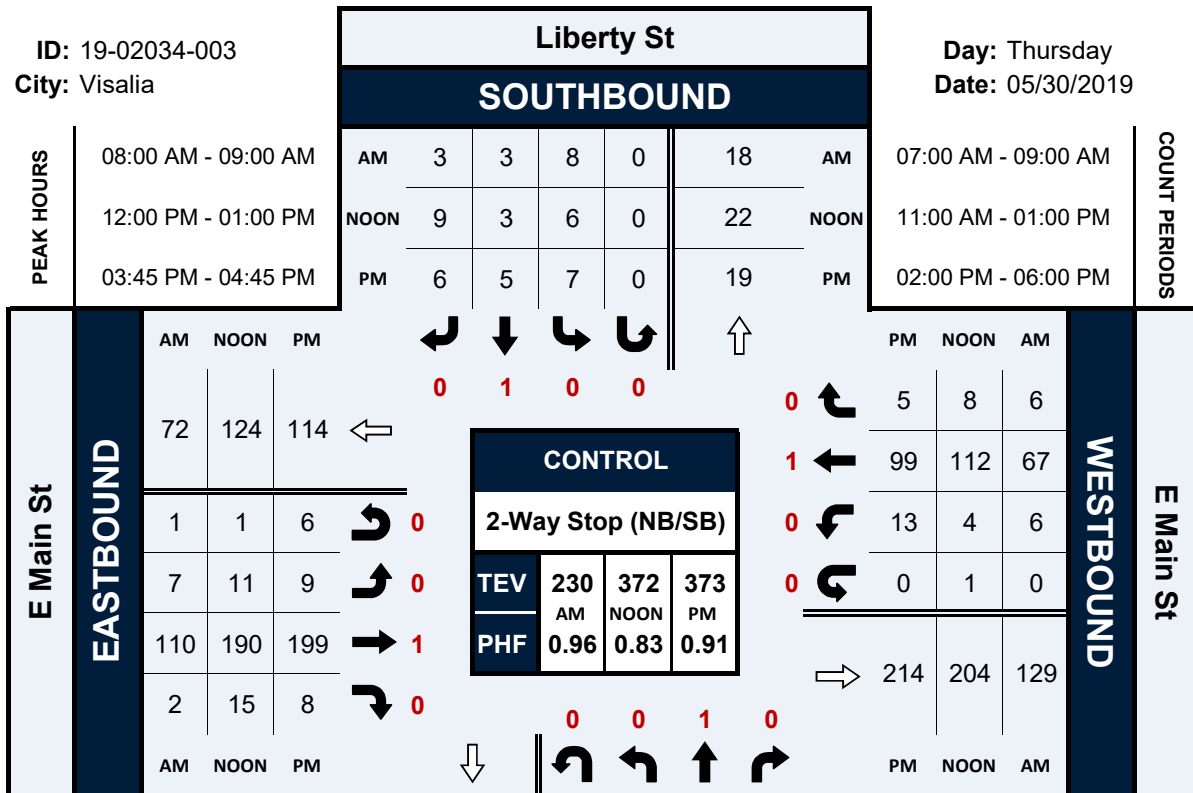 Liberty St
ID: 19-02034-003
Day: Thursday
City: Visalia
Date: 05/30/2019
SOUTHBOUND
PEAK HOURS
08:00 AM - 09:00 AM
12:00 PM - 01:00 PM
03:45 PM - 04:45 PM
AM 3 3 8 0 18 AM
NOON 9 3 6 0 22 NOON
PM 6 5 7 0 19 PM
07:00 AM - 09:00 AM
11:00 AM - 01:00 PM
02:00 PM - 06:00 PM
COUNT PERIODS
0 1 0 0
E Main St
EASTBOUND
AM NOON PM
72 124 114
1 1 6 0
7 11 9 0
110 190 199 1
2 15 8 0
AM NOON PM
CONTROL
2-Way Stop (NB/SB)
TEV 230 372 373
AM NOON PM
PHF 0.96 0.83 0.91
PM NOON AM
0 5 8 6
1 99 112 67
0 13 4 6
0 0 1 0
214 204 129
PM NOON AM
WESTBOUND
E Main St
0 0 1 0